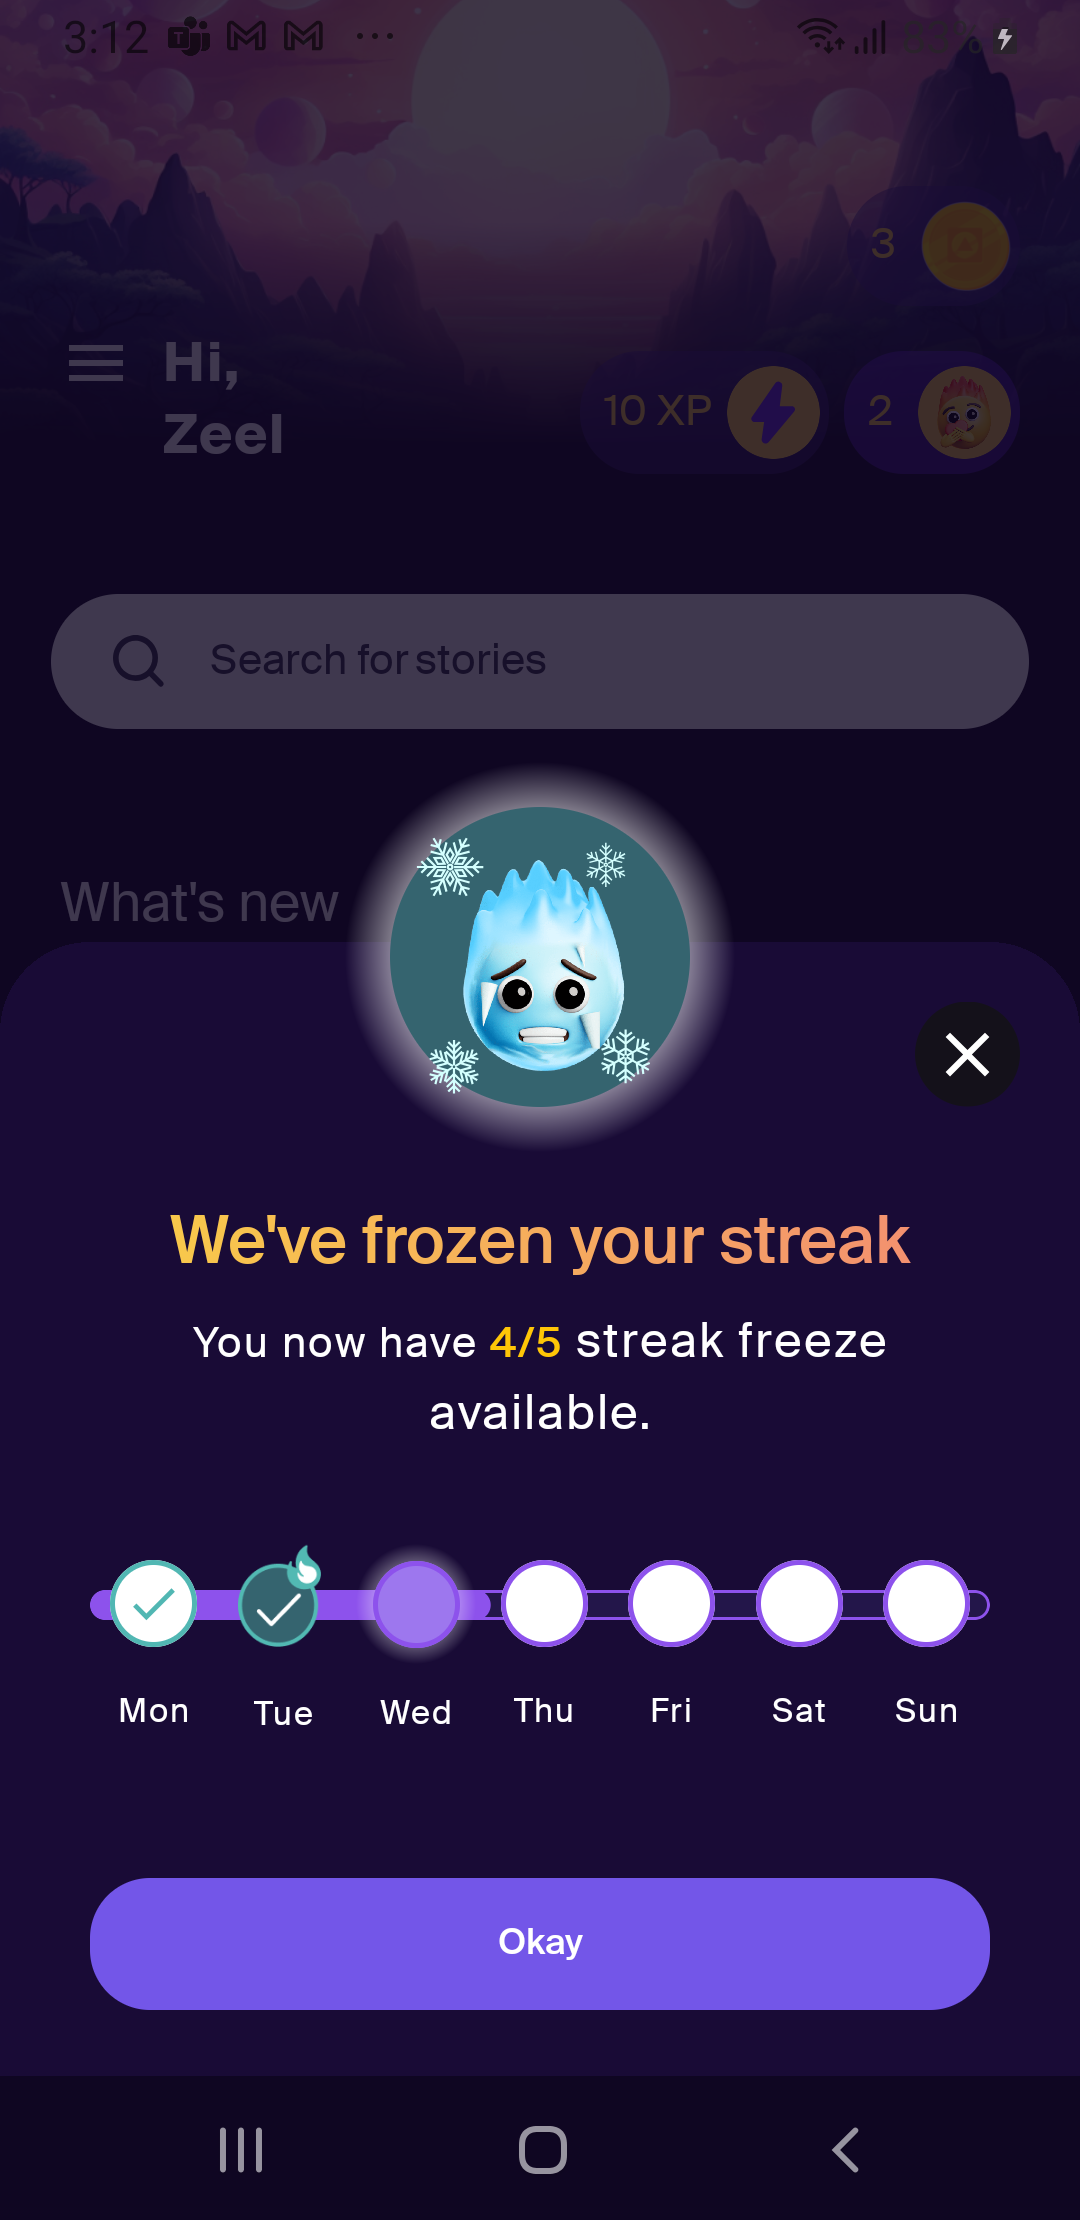 3:12
3
Hi,
Zeel
10 XP
2
Search for stories
What's new
We've frozen your streak
You now have 4/5 streak freeze
available.
Mon Tue Wed Thu Fri Sat Sun
Okay